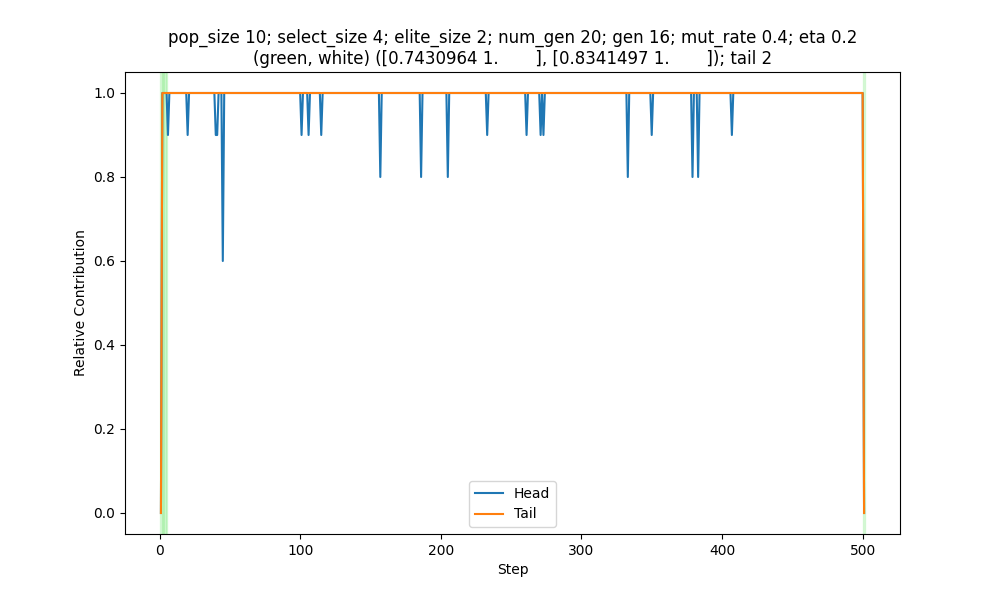 pop_size 10; select_size 4; elite_size 2; num_gen 20; gen 16; mut_rate 0.4; eta 0.2
(green, white) ([0.7430964 1.       ], [0.8341497 1.       ]); tail 2
1.0
0.8
0.6
0.4
0.2
0.0
Relative Contribution
Head
Tail
0
100
200
300
400
500
Step